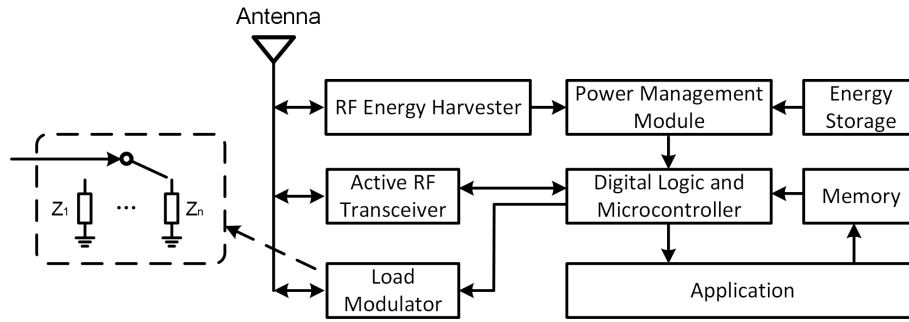 Antenna
RF Energy Harvester
Power Management
Module
Energy
Storage
Z1
...
Zn
Active RF
Transceiver
Digital Logic and
Microcontroller
Memory
Load
Modulator
Application